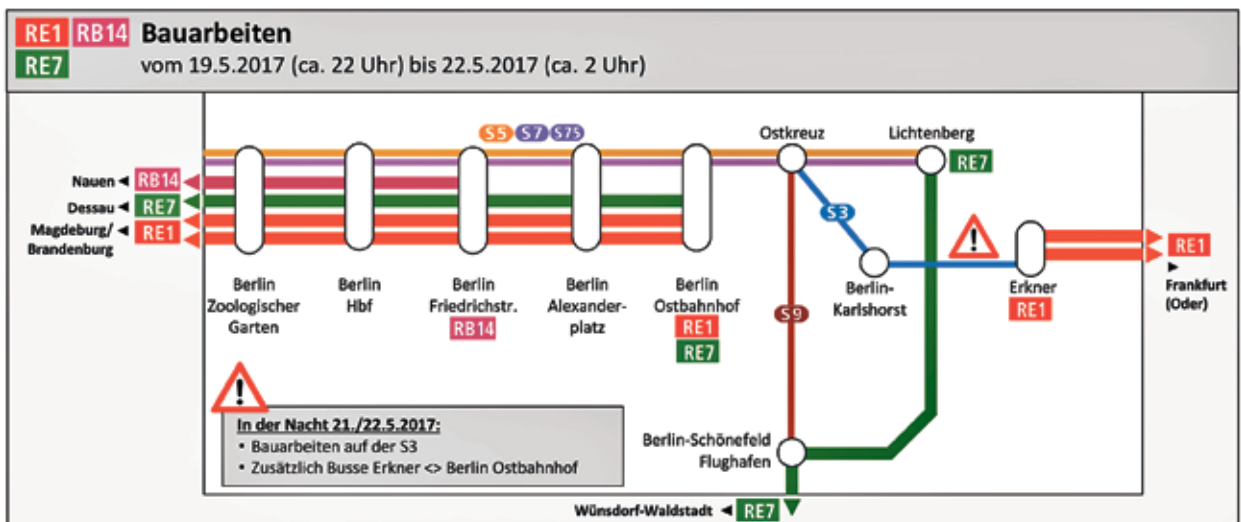 RE1 RB14 Bauarbeiten
RE7 vom 19.5.2017 (ca. 22 Uhr) bis 22.5.2017 (ca. 2 Uhr)
S5 S7 S75
Ostkreuz
Lichtenberg
RE7
Nauen ◄ RB14
Dessau ◄ RE7
Magdeburg/ ◄ RE1
Brandenburg
S3
RE1
►
Frankfurt
(Oder)
Berlin
Zoologischer
Garten
Berlin
Hbf
Berlin
Friedrichstr.
RB14
Berlin
Alexander-
platz
Berlin
Ostbahnhof
RE1
RE7
Berlin-
Karlshorst
Erkner
RE1
S9
!
!
In der Nacht 21./22.5.2017:
• Bauarbeiten auf der S3
• Zusätzlich Busse Erkner <> Berlin Ostbahnhof
Berlin-Schönefeld
Flughafen
Wünsdorf-Waldstadt ◄ RE7